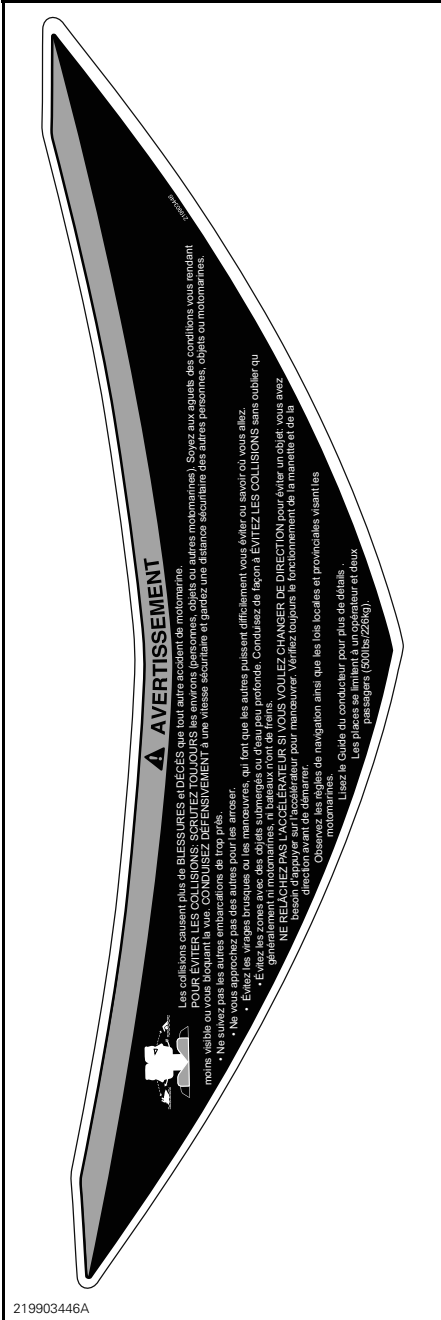 219903446
⚠ AVERTISSEMENT
Les collisions causent plus de BLESSURES et DÉCÈS que tout autre accident de motomarine.
POUR ÉVITER LES COLLISIONS: SCRUTEZ TOUJOURS les environs (personnes, objets ou autres motomarines). Soyez aux aguets des conditions vous rendant
moins visible ou vous bloquant la vue. CONDUISEZ DÉFENSIVEMENT à une vitesse sécuritaire et gardez une distance sécuritaire des autres personnes, objets ou motomarines.
• Ne suivez pas les autres embarcations de trop près.
• Ne vous approchez pas des autres pour les arroser.
• Évitez les virages brusques ou les manœuvres, qui font que les autres puissent difficilement vous éviter ou savoir où vous allez.
• Évitez les zones avec des objets submergés ou d'eau peu profonde. Conduisez de façon à ÉVITEZ LES COLLISIONS sans oublier qu
généralement ni motomarines, ni bateaux n'ont de freins.
NE RELÂCHEZ PAS L'ACCÉLÉRATEUR SI VOUS VOULEZ CHANGER DE DIRECTION pour éviter un objet: vous avez
besoin d'appuyer sur l'accélérateur pour manœuvrer. Vérifiez toujours le fonctionnement de la manette et de la
direction avant de démarrer.
Observez les règles de navigation ainsi que les lois locales et provinciales visant les
motomarines.
Lisez le Guide du conducteur pour plus de détails .
Les places se limitent à un opérateur et deux
passagers (500lbs/226kg).
219903446A